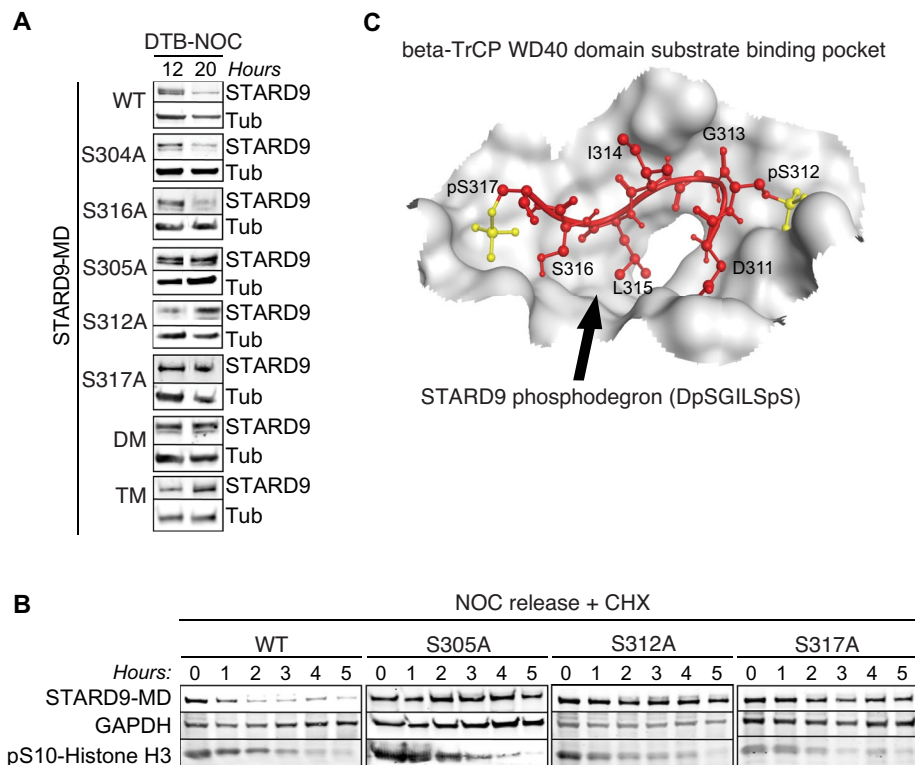 A
DTB-NOC
12 20 Hours
STARD9-MD
WT
STARD9
Tub
S304A
STARD9
Tub
S316A
STARD9
Tub
S305A
STARD9
Tub
S312A
STARD9
Tub
S317A
STARD9
Tub
DM
STARD9
Tub
TM
STARD9
Tub
C
beta-TrCP WD40 domain substrate binding pocket
G313
I314
pS317
pS312
S316
L315
D311
STARD9 phosphodegron (DpSGILSpS)
B
NOC release + CHX
WT S305A S312A S317A
Hours: 0 1 2 3 4 5 0 1 2 3 4 5 0 1 2 3 4 5 0 1 2 3 4 5
STARD9-MD
GAPDH
pS10-Histone H3